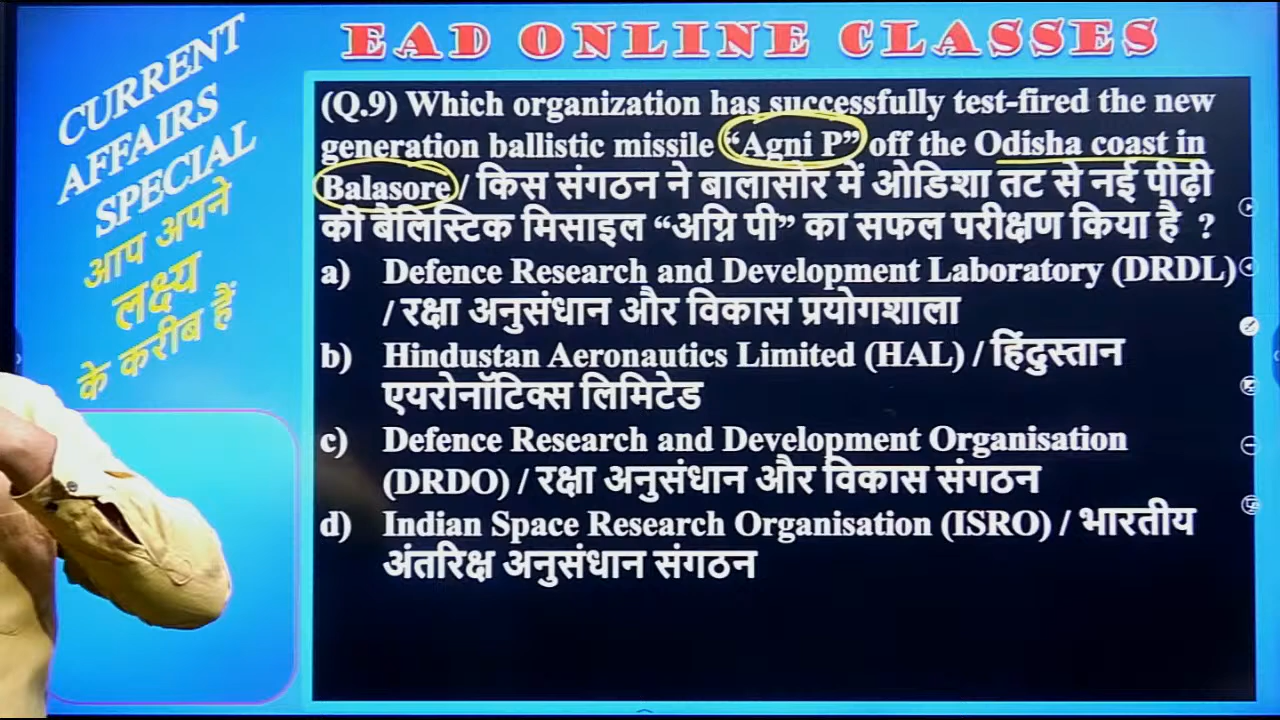 EAD ONLINE CLASSES
CURRENT
AFFAIRS
SPECIAL
आप अपने
लक्ष्य
के करीब हैं
(Q.9) Which organization has successfully test-fired the new
generation ballistic missile “Agni P” off the Odisha coast in
Balasore / किस संगठन ने बालासोर में ओडिशा तट से नई पीढ़ी
की बैलिस्टिक मिसाइल “अग्नि पी” का सफल परीक्षण किया है ?
a) Defence Research and Development Laboratory (DRDL)
/ रक्षा अनुसंधान और विकास प्रयोगशाला
b) Hindustan Aeronautics Limited (HAL) / हिंदुस्तान
एयरोनॉटिक्स लिमिटेड
c) Defence Research and Development Organisation
(DRDO) / रक्षा अनुसंधान और विकास संगठन
d) Indian Space Research Organisation (ISRO) / भारतीय
अंतरिक्ष अनुसंधान संगठन